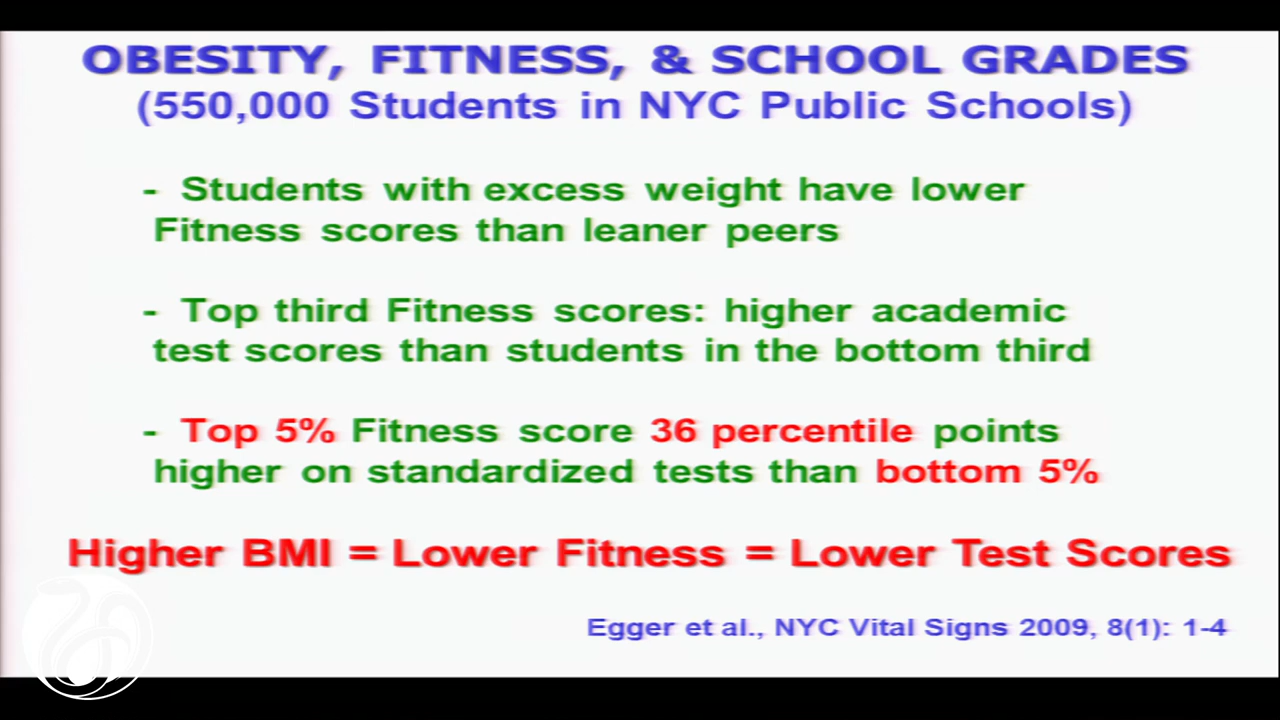 OBESITY, FITNESS, & SCHOOL GRADES
(550,000 Students in NYC Public Schools)
- Students with excess weight have lower
Fitness scores than leaner peers
- Top third Fitness scores: higher academic
test scores than students in the bottom third
- Top 5% Fitness score 36 percentile points
higher on standardized tests than bottom 5%
Higher BMI = Lower Fitness = Lower Test Scores
Egger et al., NYC Vital Signs 2009, 8(1): 1-4